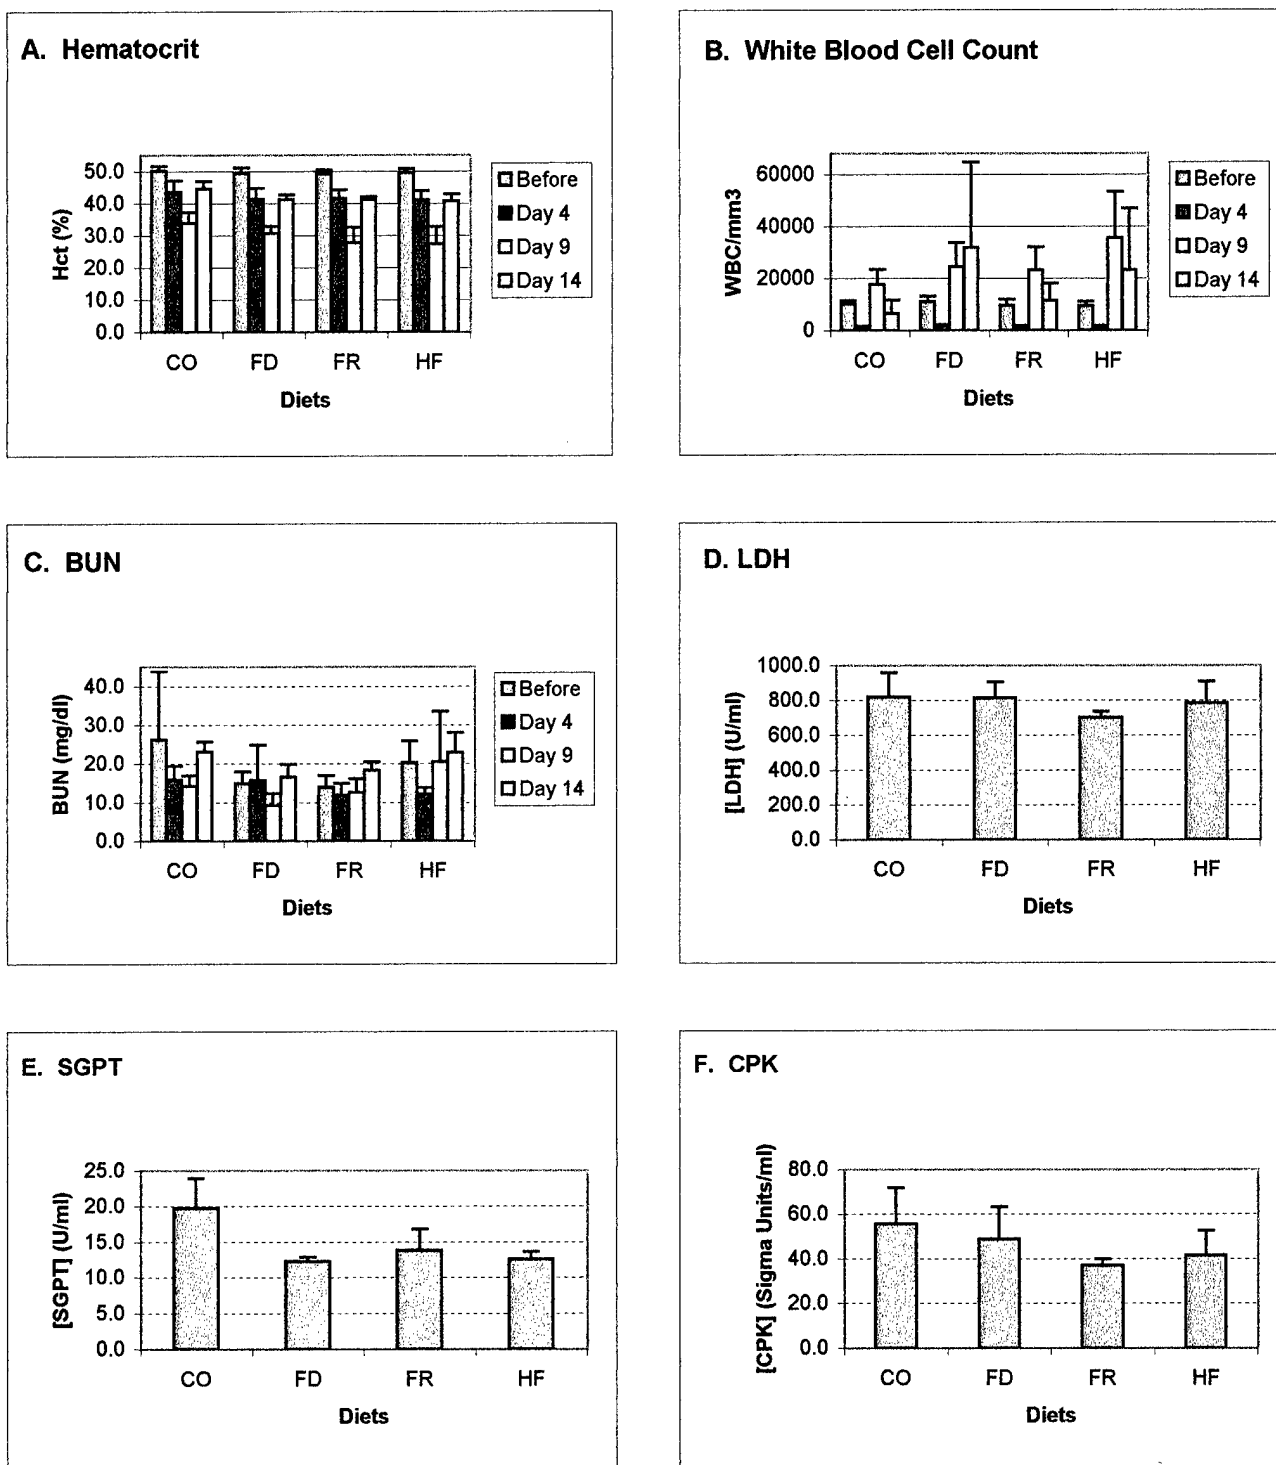 A. Hematocrit
Hct (%)
50.0
40.0
30.0
20.0
10.0
0.0
CO FD FR HF
Diets
Before
Day 4
Day 9
Day 14
B. White Blood Cell Count
WBC/mm3
60000
40000
20000
0
CO FD FR HF
Diets
Before
Day 4
Day 9
Day 14
C. BUN
BUN (mg/dl)
40.0
30.0
20.0
10.0
0.0
CO FD FR HF
Diets
Before
Day 4
Day 9
Day 14
D. LDH
[LDH] (U/ml)
1000.0
800.0
600.0
400.0
200.0
0.0
CO FD FR HF
Diets
E. SGPT
[SGPT] (U/ml)
25.0
20.0
15.0
10.0
5.0
0.0
CO FD FR HF
Diets
F. CPK
[CPK] (Sigma Units/ml)
80.0
60.0
40.0
20.0
0.0
CO FD FR HF
Diets